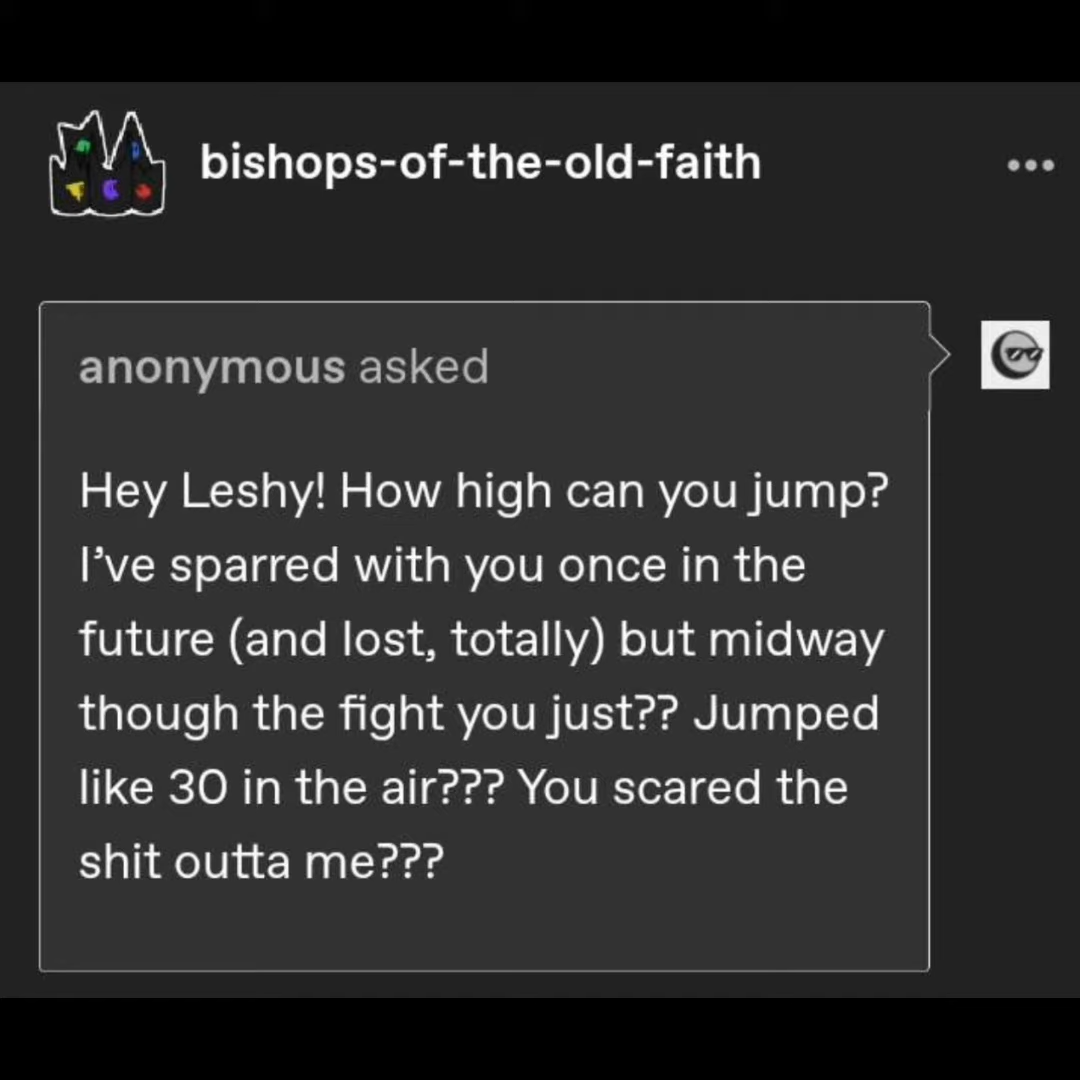 bishops-of-the-old-faith
anonymous asked
Hey Leshy! How high can you jump?
I’ve sparred with you once in the
future (and lost, totally) but midway
though the fight you just?? Jumped
like 30 in the air??? You scared the
shit outta me???